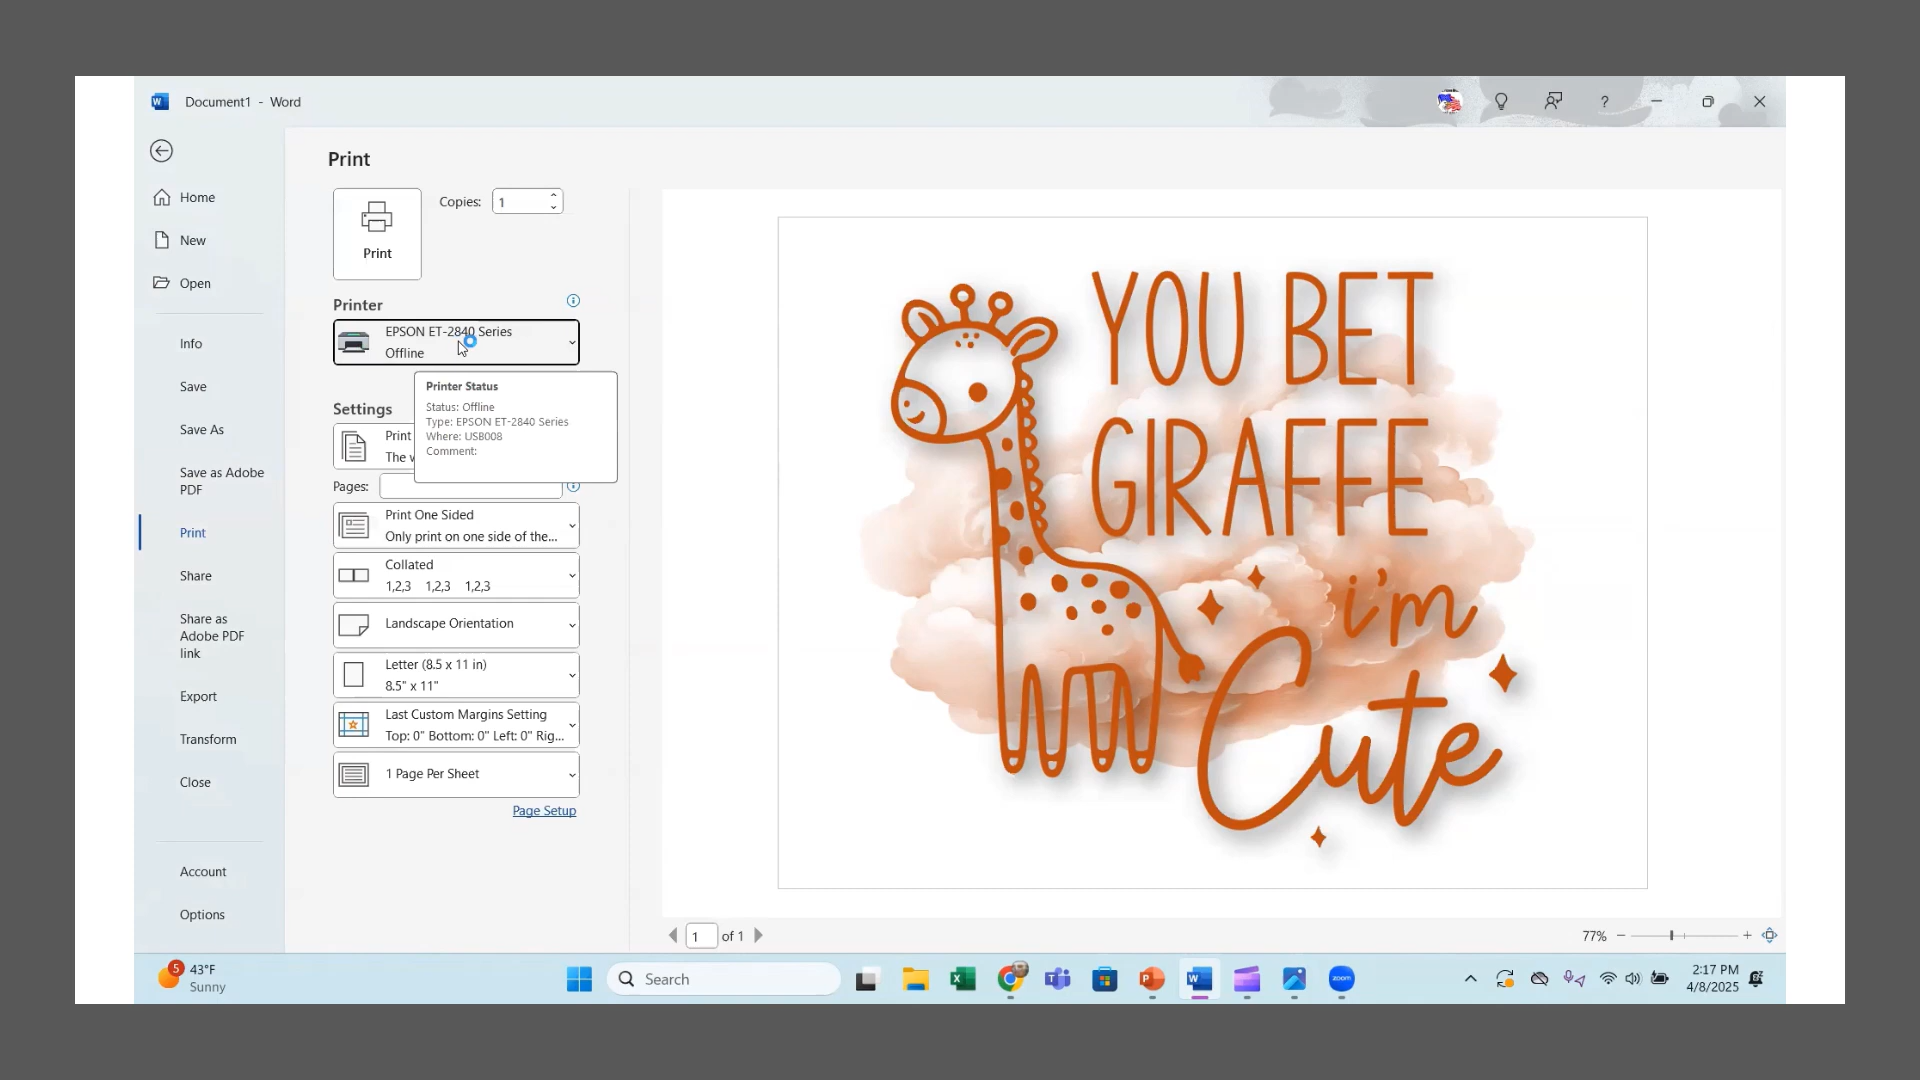 Document1 - Word
Print
Home
New
Open
Info
Save
Save As
Save as Adobe
PDF
Print
Share
Share as
Adobe PDF
link
Export
Transform
Close
Account
Options
Print
Copies: 1
Printer
EPSON ET-2840 Series
Offline
Printer Status
Status: Offline
Type: EPSON ET-2840 Series
Where: USB008
Comment:
Settings
Print
The
Pages:
Print One Sided
Only print on one side of the...
Collated
1,2,3 1,2,3 1,2,3
Landscape Orientation
Letter (8.5 x 11 in)
8.5" x 11"
Last Custom Margins Setting
Top: 0" Bottom: 0" Left: 0" Rig...
1 Page Per Sheet
Page Setup
YOU BET
GIRAFFE
i'm
Cute
1 of 1
77%
5
43°F
Sunny
Search
zoom
2:17 PM
4/8/2025